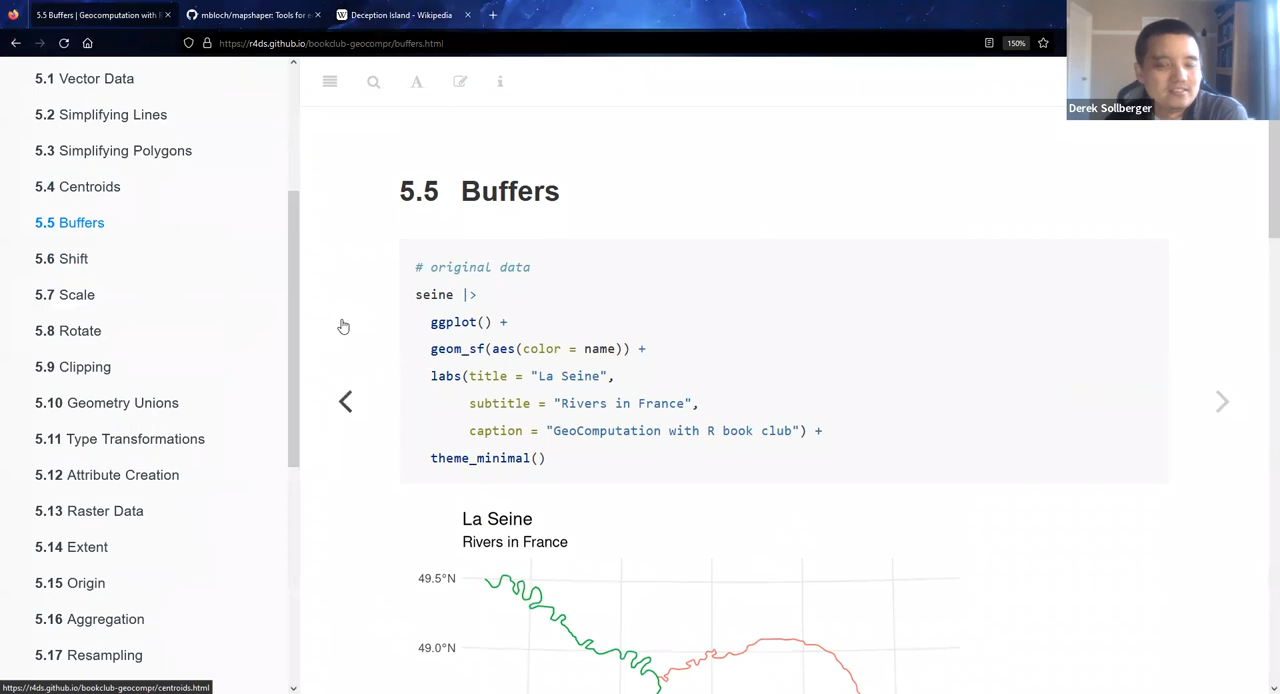 5.5 Buffers | Geocomputation with R
mbloch/mapshaper: Tools for e
Deception Island - Wikipedia
https://r4ds.github.io/bookclub-geocompr/buffers.html
150%
Derek Sollberger
5.1 Vector Data
5.2 Simplifying Lines
5.3 Simplifying Polygons
5.4 Centroids
5.5 Buffers
5.6 Shift
5.7 Scale
5.8 Rotate
5.9 Clipping
5.10 Geometry Unions
5.11 Type Transformations
5.12 Attribute Creation
5.13 Raster Data
5.14 Extent
5.15 Origin
5.16 Aggregation
5.17 Resampling
https://r4ds.github.io/bookclub-geocompr/centroids.html
5.5 Buffers
# original data
seine |>
ggplot() +
geom_sf(aes(color = name)) +
labs(title = "La Seine",
subtitle = "Rivers in France",
caption = "GeoComputation with R book club") +
theme_minimal()
La Seine
Rivers in France
49.5°N
49.0°N